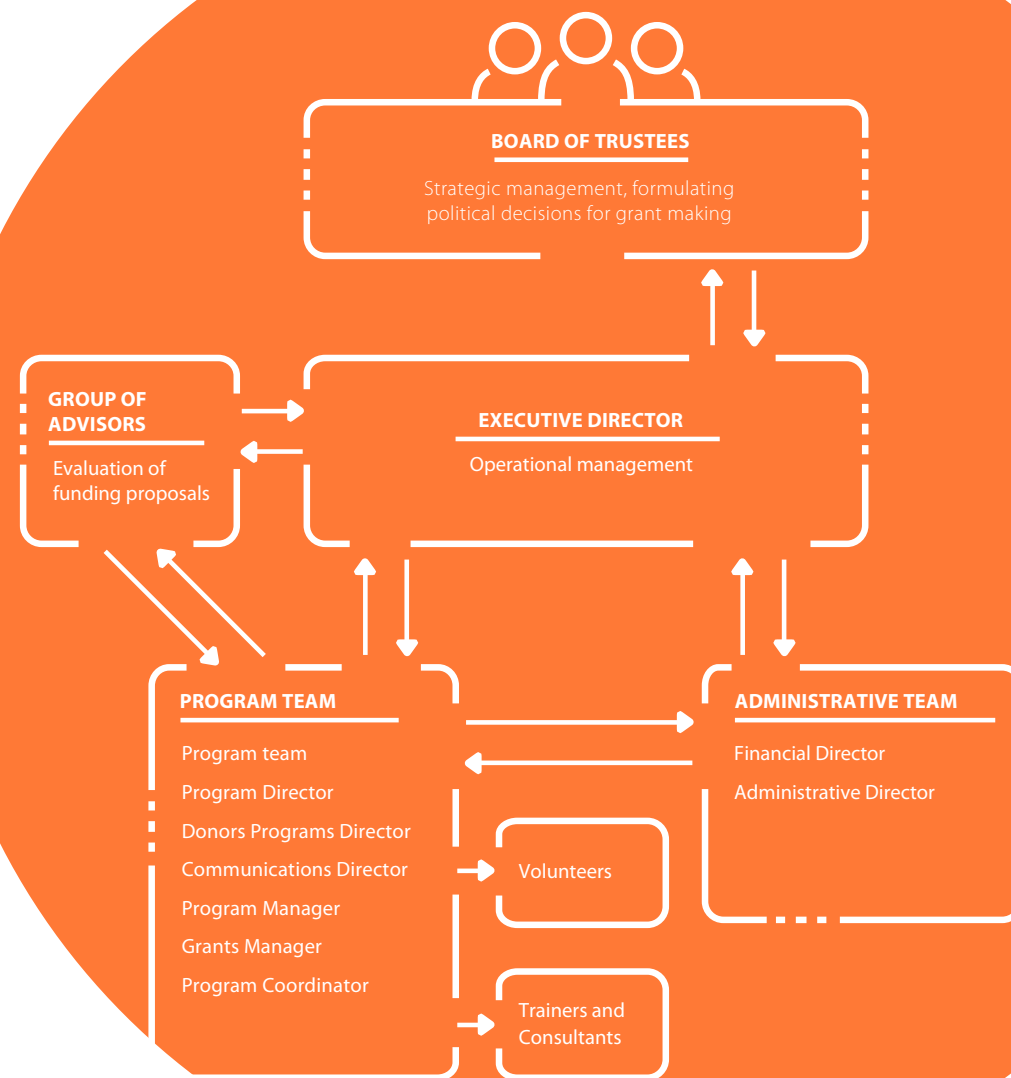 BOARD OF TRUSTEES
Strategic management, formulating
political decisions for grant making
GROUP OF
ADVISORS
Evaluation of
funding proposals
EXECUTIVE DIRECTOR
Operational management
PROGRAM TEAM
Program team
Program Director
Donors Programs Director
Communications Director
Program Manager
Grants Manager
Program Coordinator
ADMINISTRATIVE TEAM
Financial Director
Administrative Director
Volunteers
Trainers and
Consultants